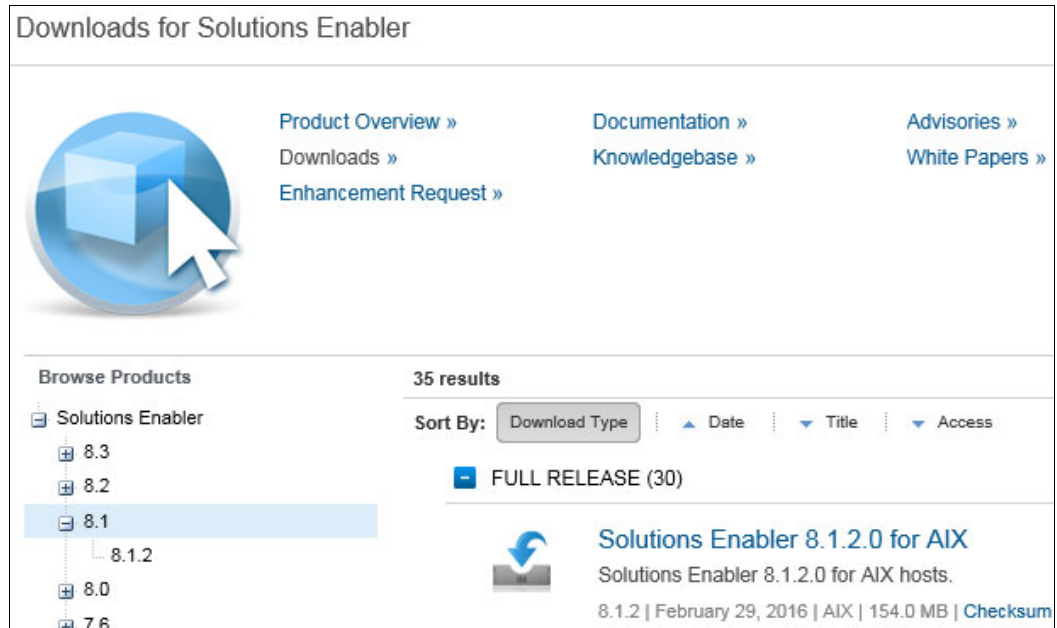 Downloads for Solutions Enabler
Product Overview »
Documentation »
Advisories »
Downloads »
Knowledgebase »
White Papers »
Enhancement Request »
Browse Products
Solutions Enabler
8.3
8.2
8.1
8.1.2
8.0
7.6
35 results
Sort By: Download Type Date Title Access
FULL RELEASE (30)
Solutions Enabler 8.1.2.0 for AIX
Solutions Enabler 8.1.2.0 for AIX hosts.
8.1.2 | February 29, 2016 | AIX | 154.0 MB | Checksum